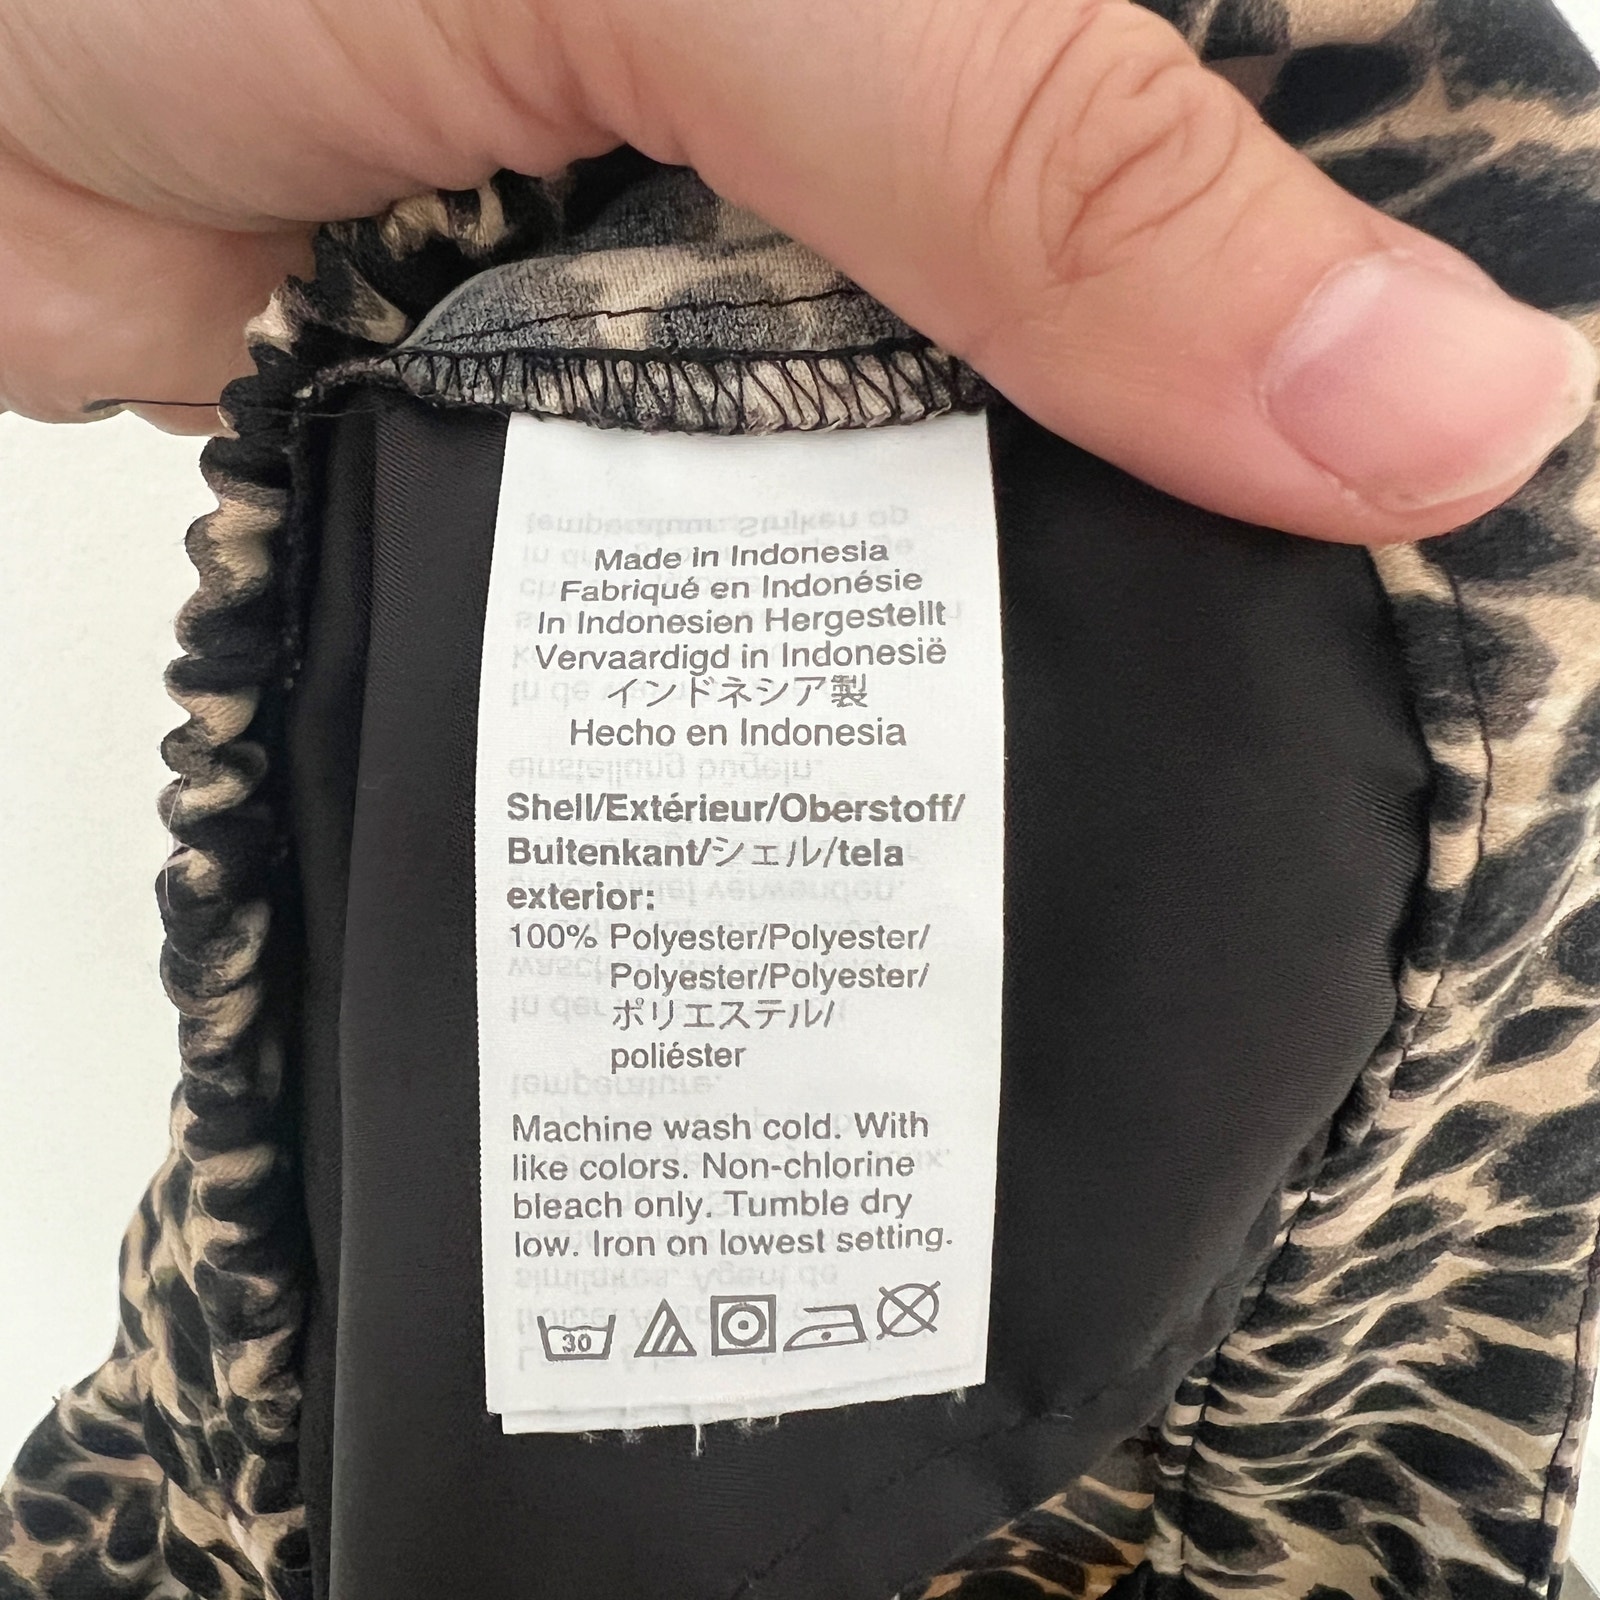 Made in Indonesia
Fabriqué en Indonésie
In Indonesien Hergestellt
Vervaardigd in Indonesië
インドネシア製
Hecho en Indonesia
Shell/Extérieur/Oberstoff/
Buitenkant/シェル/tela
exterior:
100% Polyester/Polyester/
Polyester/Polyester/
ポリエステル/
poliéster
Machine wash cold. With
like colors. Non-chlorine
bleach only. Tumble dry
low. Iron on lowest setting.
30